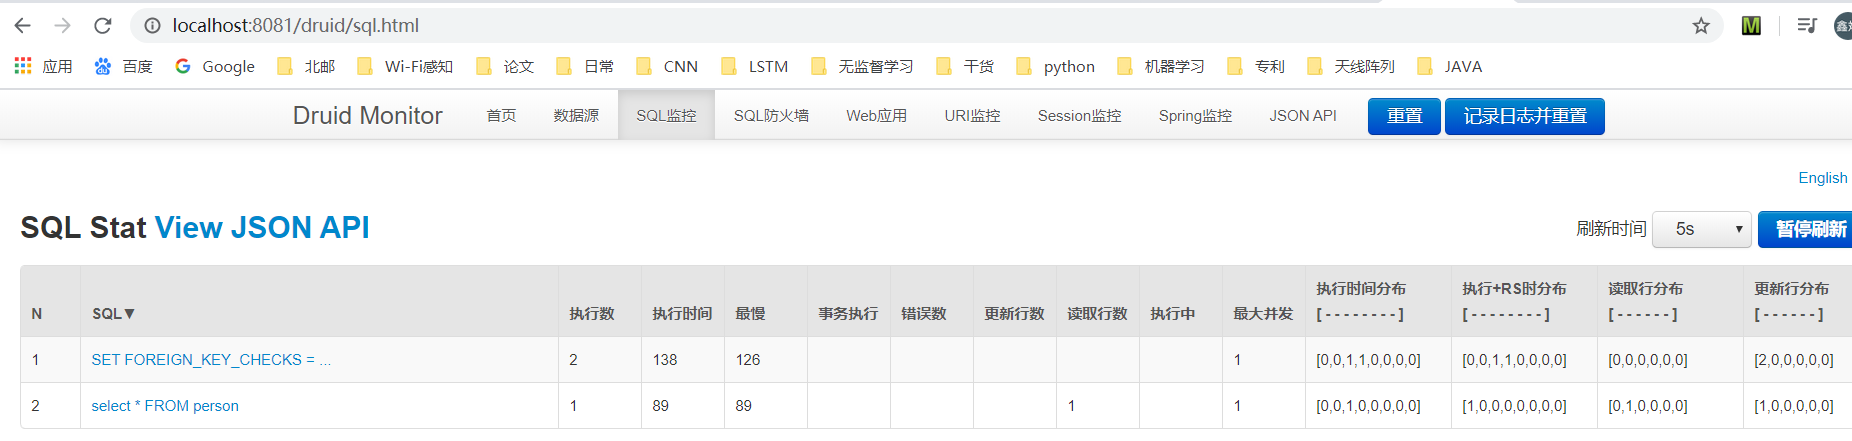 localhost:8081/druid/sql.html
应用 百度 Google 北邮 Wi-Fi感知 论文 日常 CNN LSTM 无监督学习 干货 python 机器学习 专利 天线阵列 JAVA
Druid Monitor 首页 数据源 SQL监控 SQL防火墙 Web应用 URI监控 Session监控 Spring监控 JSON API 重置 记录日志并重置
English
SQL Stat View JSON API 刷新时间 5s 暂停刷新
N SQL▼ 执行数 执行时间 最慢 事务执行 错误数 更新行数 读取行数 执行中 最大并发 执行时间分布 [ - - - - - - - - ] 执行+RS时分布 [ - - - - - - - - ] 读取行分布 [ - - - - - - ] 更新行分布 [ - - - - - - ]
1 SET FOREIGN_KEY_CHECKS = ... 2 138 126 1 [0,0,1,1,0,0,0,0] [0,0,1,1,0,0,0,0] [0,0,0,0,0,0] [2,0,0,0,0,0]
2 select * FROM person 1 89 89 1 1 [0,0,1,0,0,0,0,0] [1,0,0,0,0,0,0,0] [0,1,0,0,0,0] [1,0,0,0,0,0]